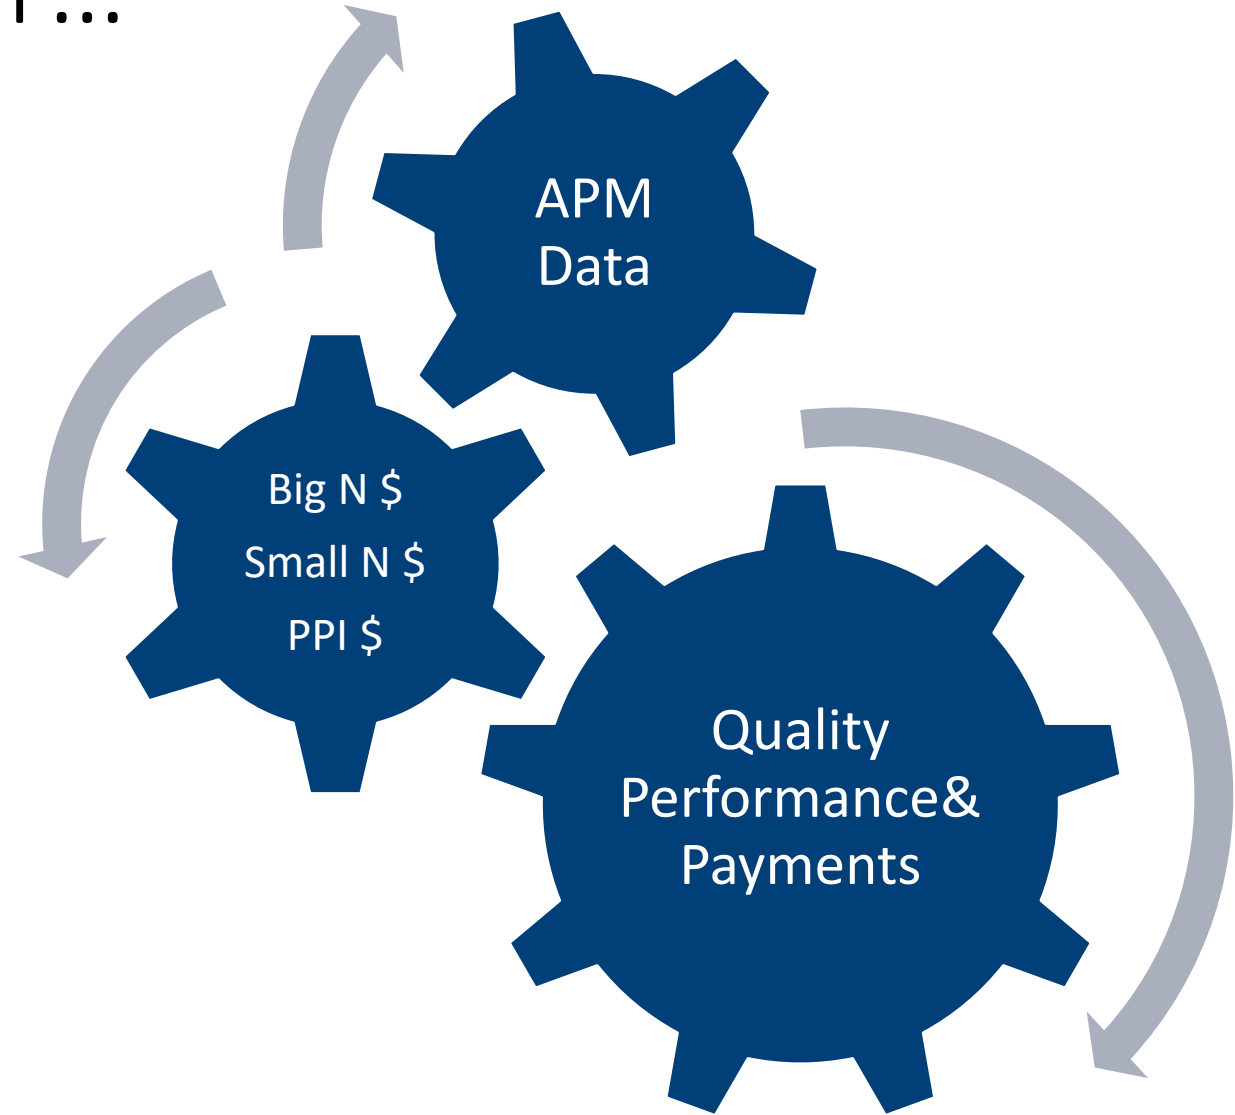 ...
APM
Data
Big N $
Small N $
PPI $
Quality
Performance&
Payments